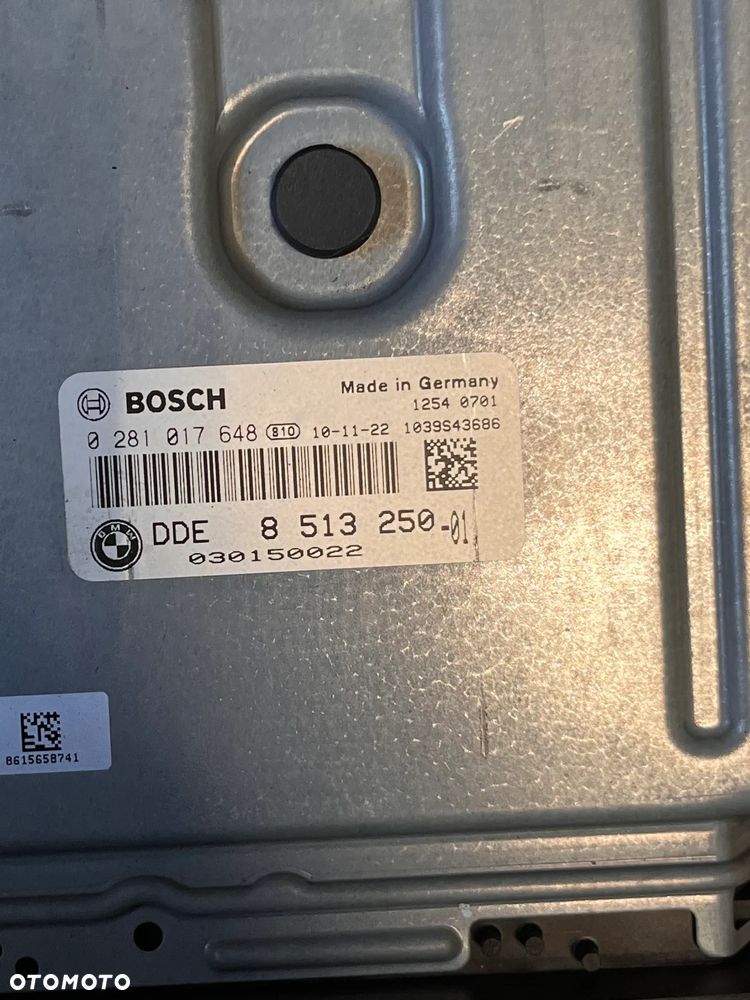 BOSCH
Made in Germany
1254 0701
0 281 017 648 810 10-11-22 1039S43686
BMW
DDE 8 513 250-01
030150022
8615658741
OTOMOTO